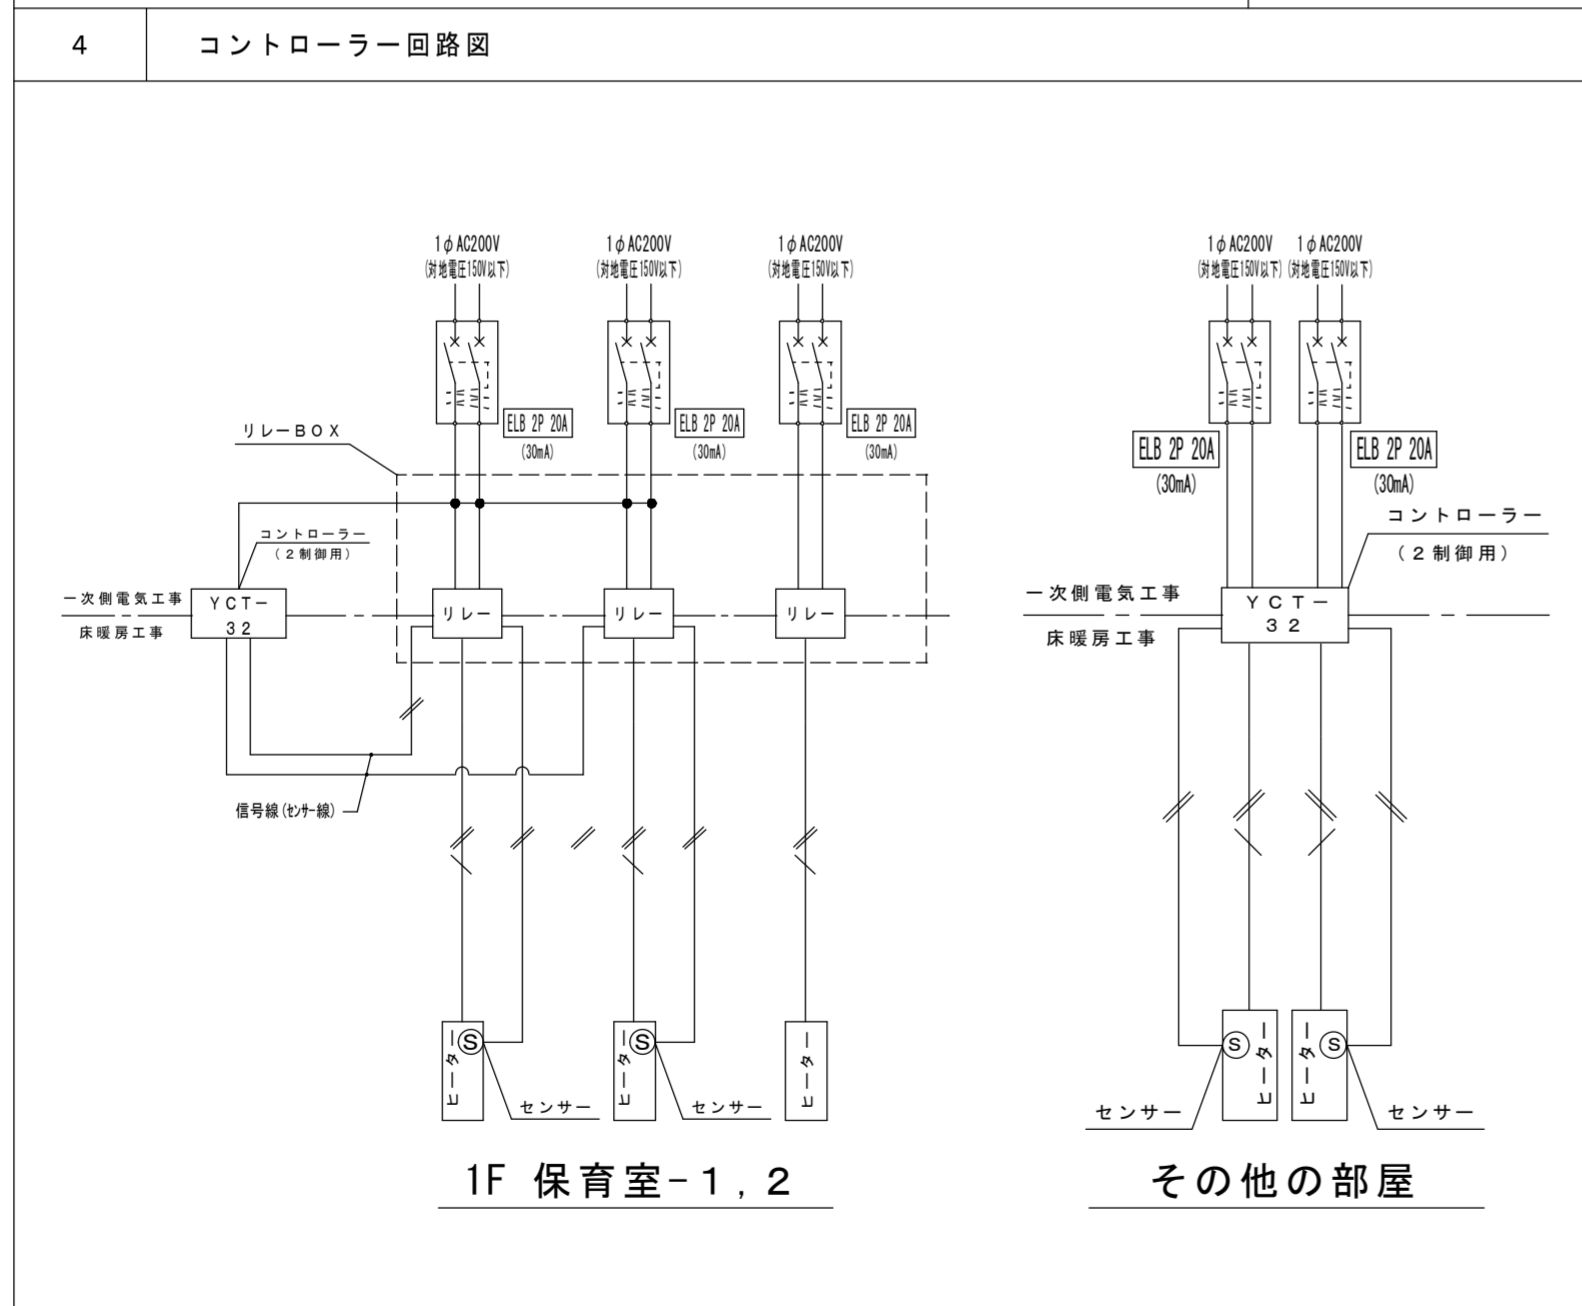 4
コントローラー回路図
1φAC200V
(対地電圧150V以下)
1φAC200V
(対地電圧150V以下)
1φAC200V
(対地電圧150V以下)
ELB 2P 20A
(30mA)
ELB 2P 20A
(30mA)
ELB 2P 20A
(30mA)
リレーBOX
コントローラー
(2制御用)
一次側電気工事
床暖房工事
YCT-
32
リレー
リレー
リレー
信号線(センサー線)
ヒーター
S
センサー
ヒーター
S
センサー
ヒーター
1F 保育室-1,2
1φAC200V
(対地電圧150V以下)
1φAC200V
(対地電圧150V以下)
ELB 2P 20A
(30mA)
ELB 2P 20A
(30mA)
コントローラー
(2制御用)
一次側電気工事
床暖房工事
YCT-
32
S
ヒーター
ヒーター
S
センサー
センサー
その他の部屋